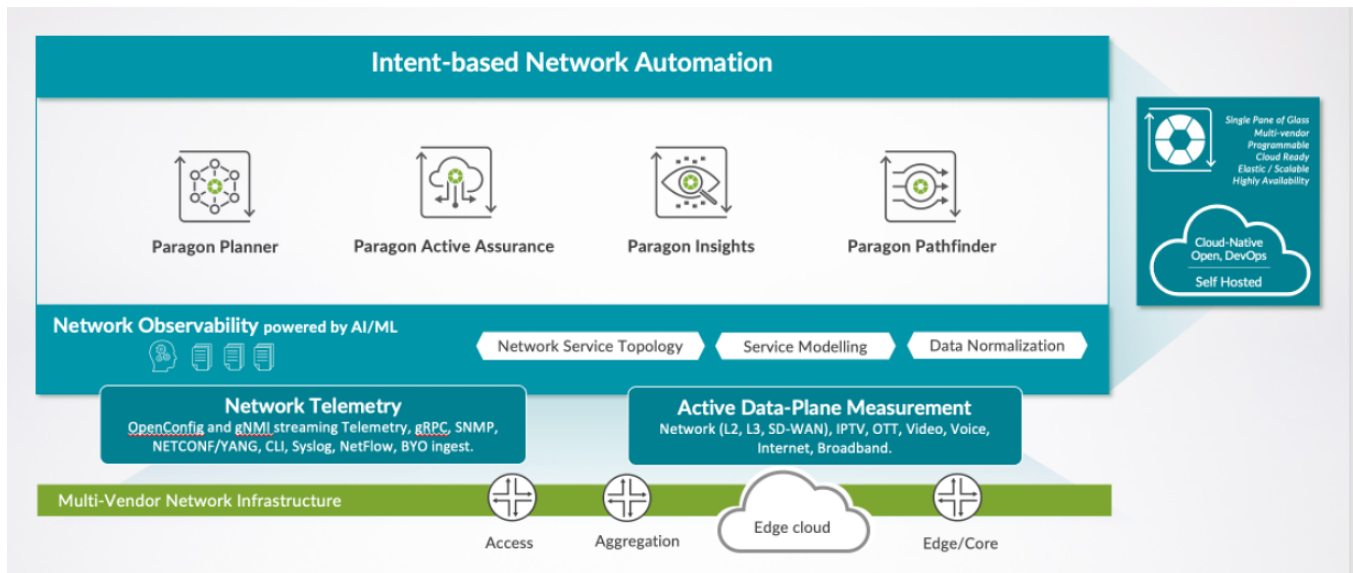 Intent-based Network Automation
Single Pane of Glass
Multi-vendor
Programmable
Cloud Ready
Elastic / Scalable
Highly Availability
Paragon Planner
Paragon Active Assurance
Paragon Insights
Paragon Pathfinder
Cloud-Native
Open, DevOps
Self Hosted
Network Observability powered by AI/ML
Network Service Topology
Service Modelling
Data Normalization
Network Telemetry
OpenConfig and gNMI streaming Telemetry, gRPC, SNMP,
NETCONF/YANG, CLI, Syslog, NetFlow, BYO ingest.
Active Data-Plane Measurement
Network (L2, L3, SD-WAN), IPTV, OTT, Video, Voice,
Internet, Broadband.
Multi-Vendor Network Infrastructure
Access
Aggregation
Edge cloud
Edge/Core